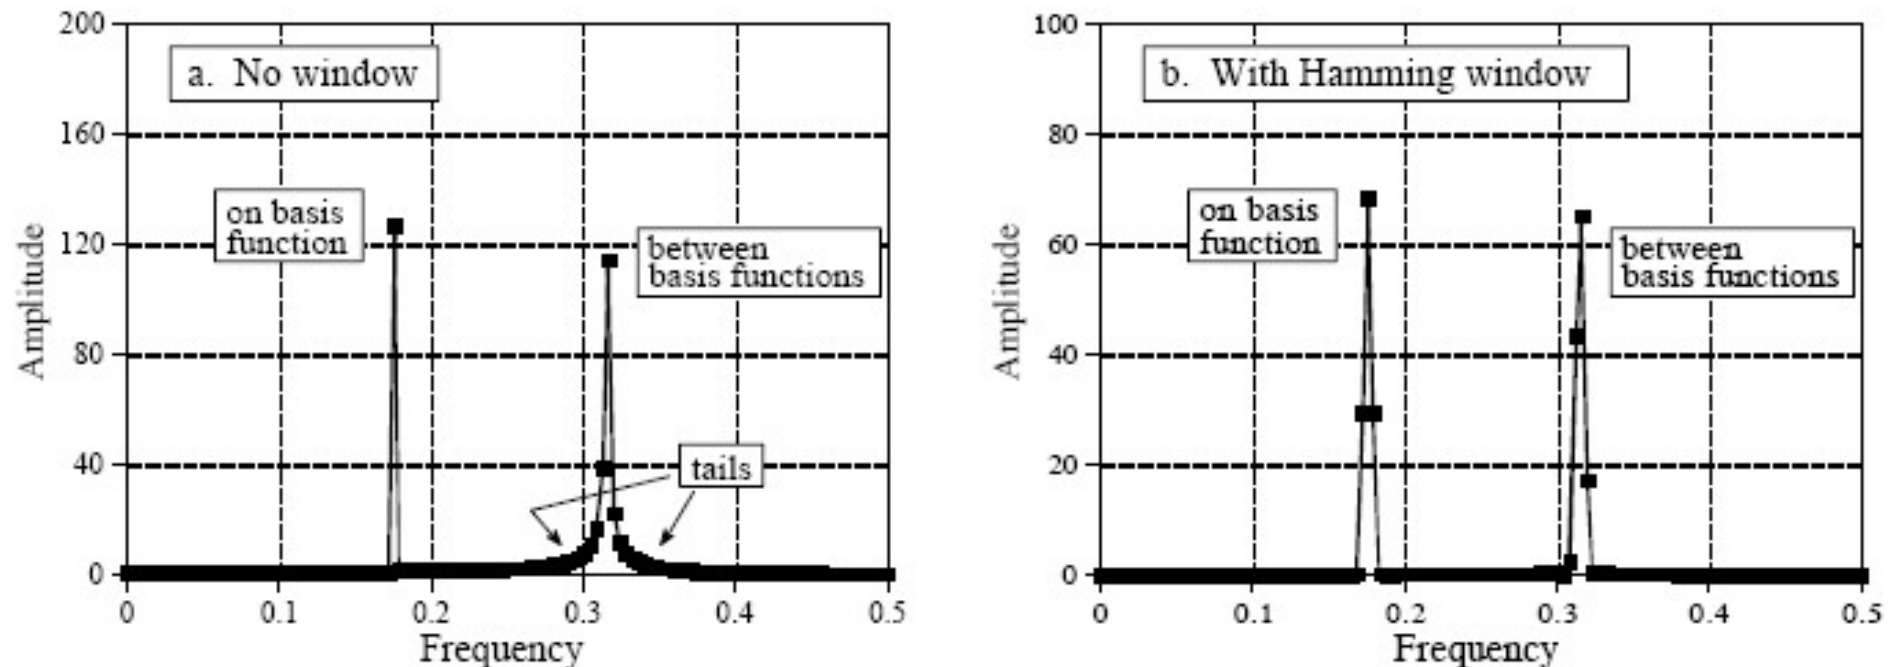 a. No window
200
160
120
80
40
0
Amplitude
on basis
function
between
basis functions
tails
0
0.1
0.2
0.3
0.4
0.5
Frequency
b. With Hamming window
100
80
60
40
20
0
Amplitude
on basis
function
between
basis functions
0
0.1
0.2
0.3
0.4
0.5
Frequency